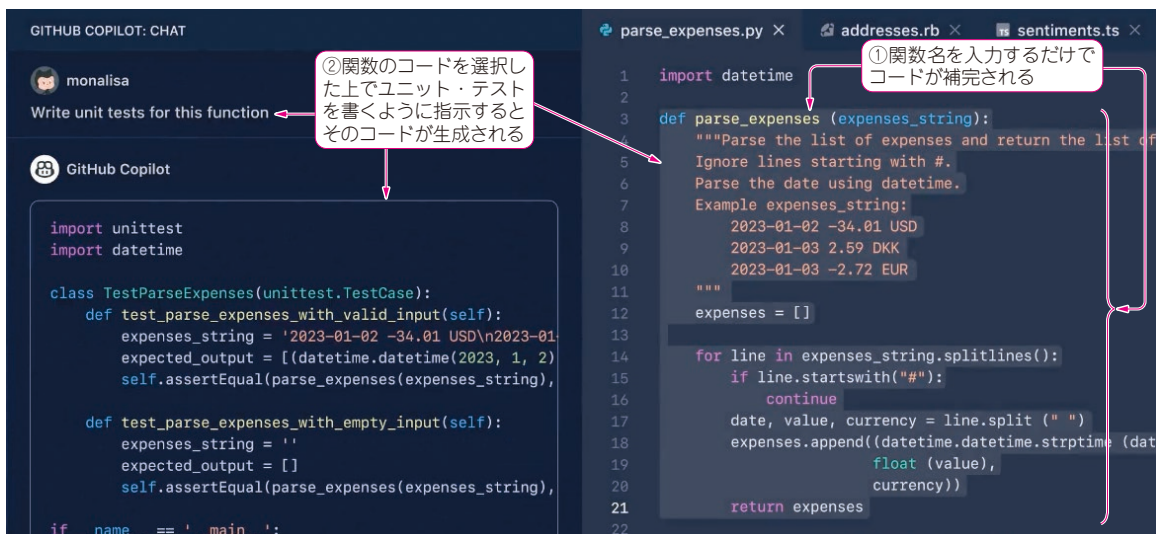 GITHUB COPILOT: CHAT
monalisa
Write unit tests for this function
②関数のコードを選択し
た上でユニット・テスト
を書くように指示すると
そのコードが生成される
GitHub Copilot
import unittest
import datetime
class TestParseExpenses(unittest.TestCase):
def test_parse_expenses_with_valid_input(self):
expenses_string = '2023-01-02 -34.01 USD\n2023-01-
expected_output = [(datetime.datetime(2023, 1, 2)
self.assertEqual(parse_expenses(expenses_string),
def test_parse_expenses_with_empty_input(self):
expenses_string = ''
expected_output = []
self.assertEqual(parse_expenses(expenses_string),
if __name__ == '__main__':
parse_expenses.py ×
addresses.rb ×
TS sentiments.ts ×
①関数名を入力するだけで
コードが補完される
1 import datetime
2
3 def parse_expenses (expenses_string):
4 """Parse the list of expenses and return the list of
5 Ignore lines starting with #.
6 Parse the date using datetime.
7 Example expenses_string:
8 2023-01-02 -34.01 USD
9 2023-01-03 2.59 DKK
10 2023-01-03 -2.72 EUR
11 """
12 expenses = []
13
14 for line in expenses_string.splitlines():
15 if line.startswith("#"):
16 continue
17 date, value, currency = line.split (" ")
18 expenses.append((datetime.datetime.strptime (dat
19 float (value),
20 currency))
21 return expenses
22